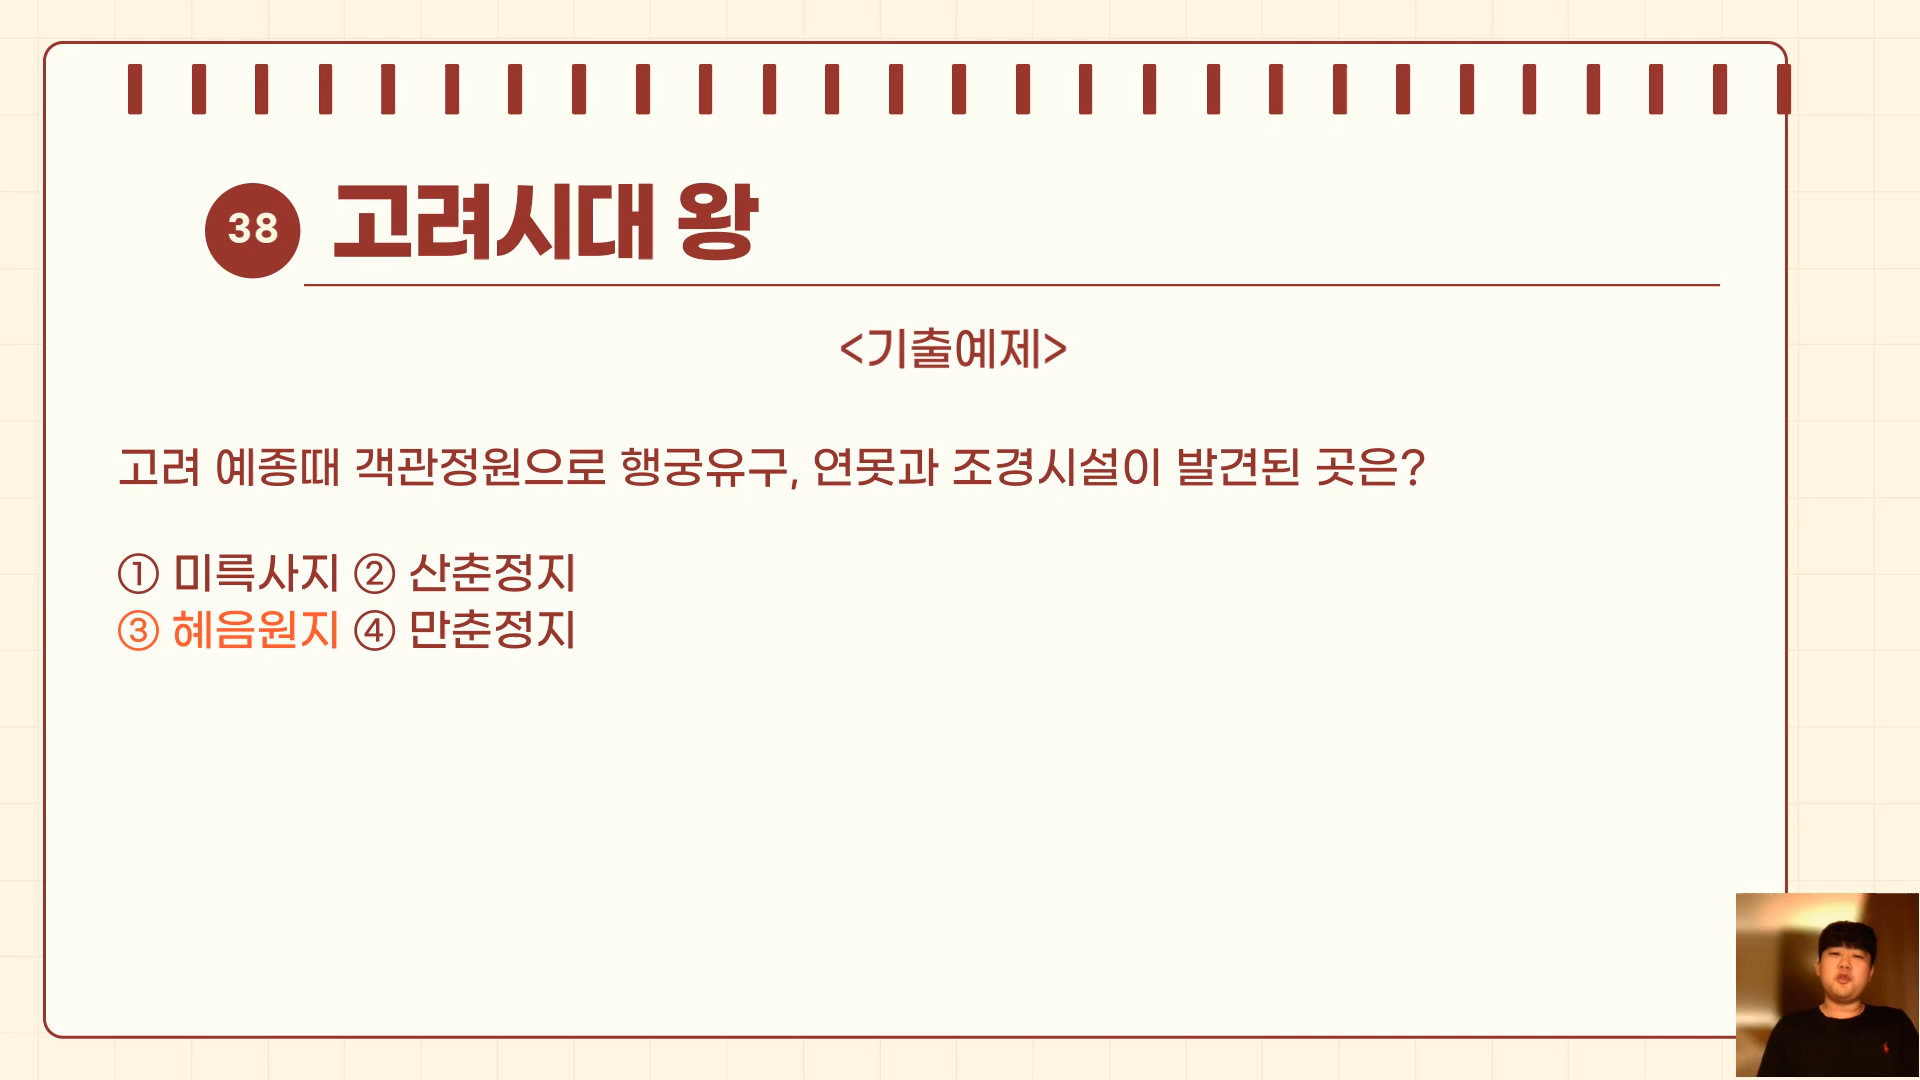 38 고려시대 왕
<기출예제>
고려 예종때 객관정원으로 행궁유구, 연못과 조경시설이 발견된 곳은?
① 미륵사지 ② 산춘정지
③ 혜음원지 ④ 만춘정지